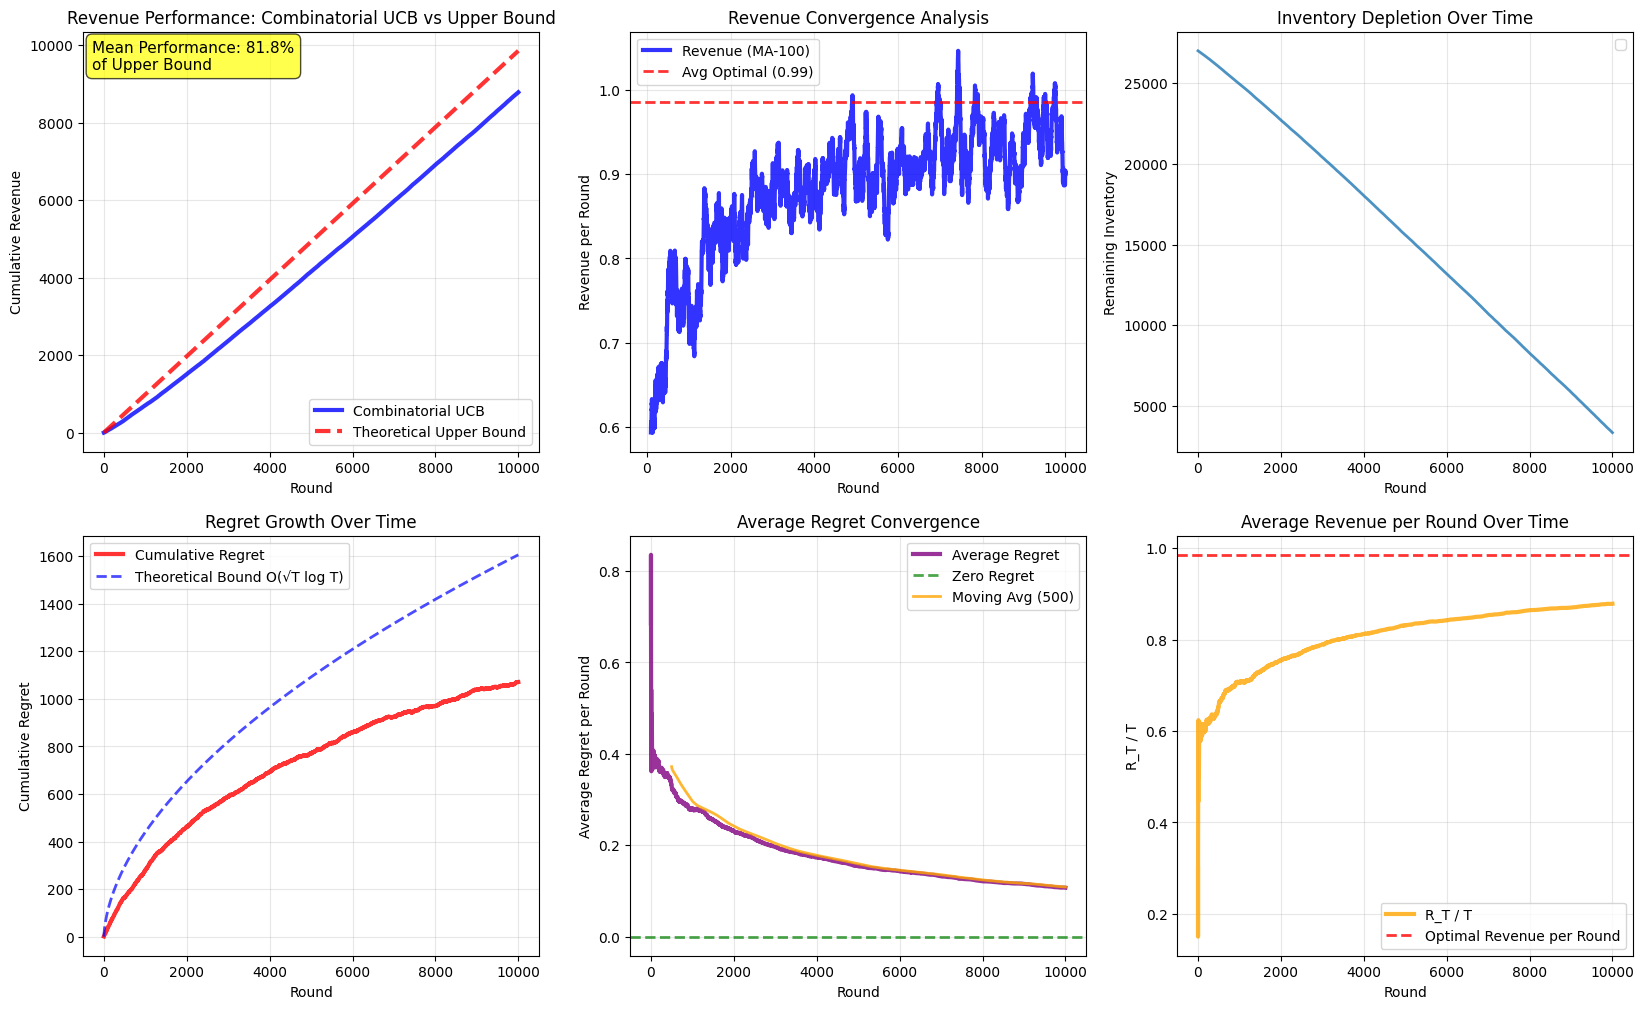 Revenue Performance: Combinatorial UCB vs Upper Bound
Mean Performance: 81.8%
of Upper Bound
Cumulative Revenue
10000
8000
6000
4000
2000
0
Combinatorial UCB
Theoretical Upper Bound
0 2000 4000 6000 8000 10000
Round
Revenue Convergence Analysis
Revenue (MA-100)
Avg Optimal (0.99)
Revenue per Round
1.0
0.9
0.8
0.7
0.6
0 2000 4000 6000 8000 10000
Round
Inventory Depletion Over Time
Remaining Inventory
25000
20000
15000
10000
5000
0 2000 4000 6000 8000 10000
Round
Regret Growth Over Time
Cumulative Regret
Theoretical Bound O(√T log T)
Cumulative Regret
1600
1400
1200
1000
800
600
400
200
0
0 2000 4000 6000 8000 10000
Round
Average Regret Convergence
Average Regret
Zero Regret
Moving Avg (500)
Average Regret per Round
0.8
0.6
0.4
0.2
0.0
0 2000 4000 6000 8000 10000
Round
Average Revenue per Round Over Time
R_T / T
1.0
0.8
0.6
0.4
0.2
R_T / T
Optimal Revenue per Round
0 2000 4000 6000 8000 10000
Round